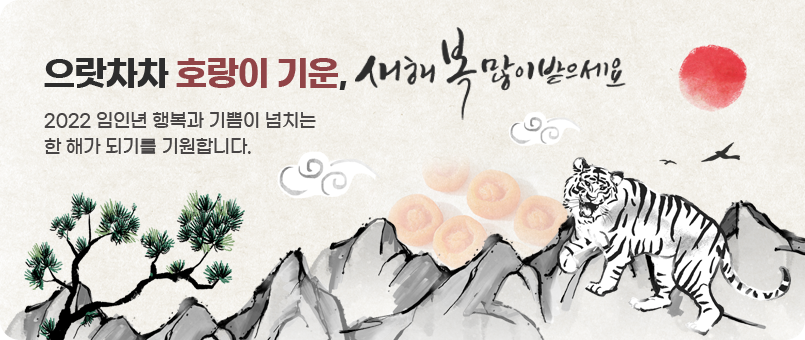 으랏차차 호랑이 기운, 새해 복 많이 받으세요
2022 임인년 행복과 기쁨이 넘치는
한 해가 되기를 기원합니다.